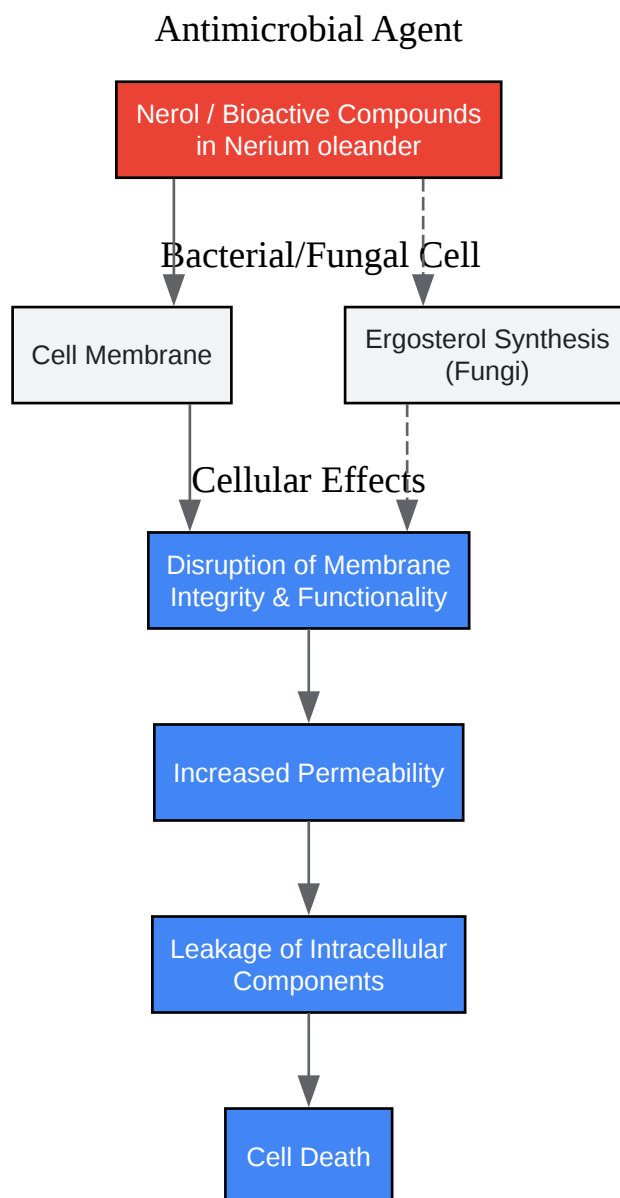 Antimicrobial Agent
Nerol / Bioactive Compounds
in Nerium oleander
Bacterial/Fungal Cell
Cell Membrane
Ergosterol Synthesis
(Fungi)
Cellular Effects
Disruption of Membrane
Integrity & Functionality
Increased Permeability
Leakage of Intracellular
Components
Cell Death